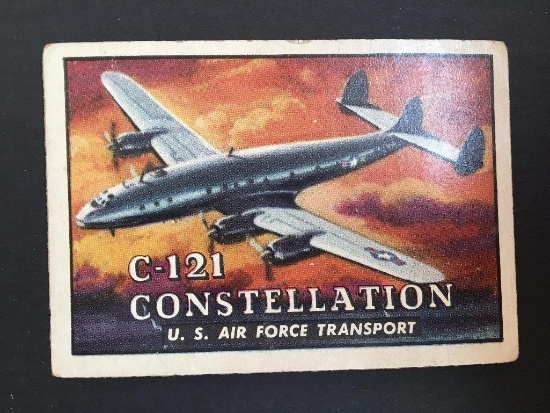 C-121
CONSTELLATION
U. S. AIR FORCE TRANSPORT